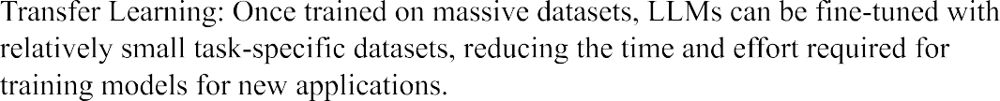 Transfer Learning: Once trained on massive datasets, LLMs can be fine-tuned with
relatively small task-specific datasets, reducing the time and effort required for
training models for new applications.